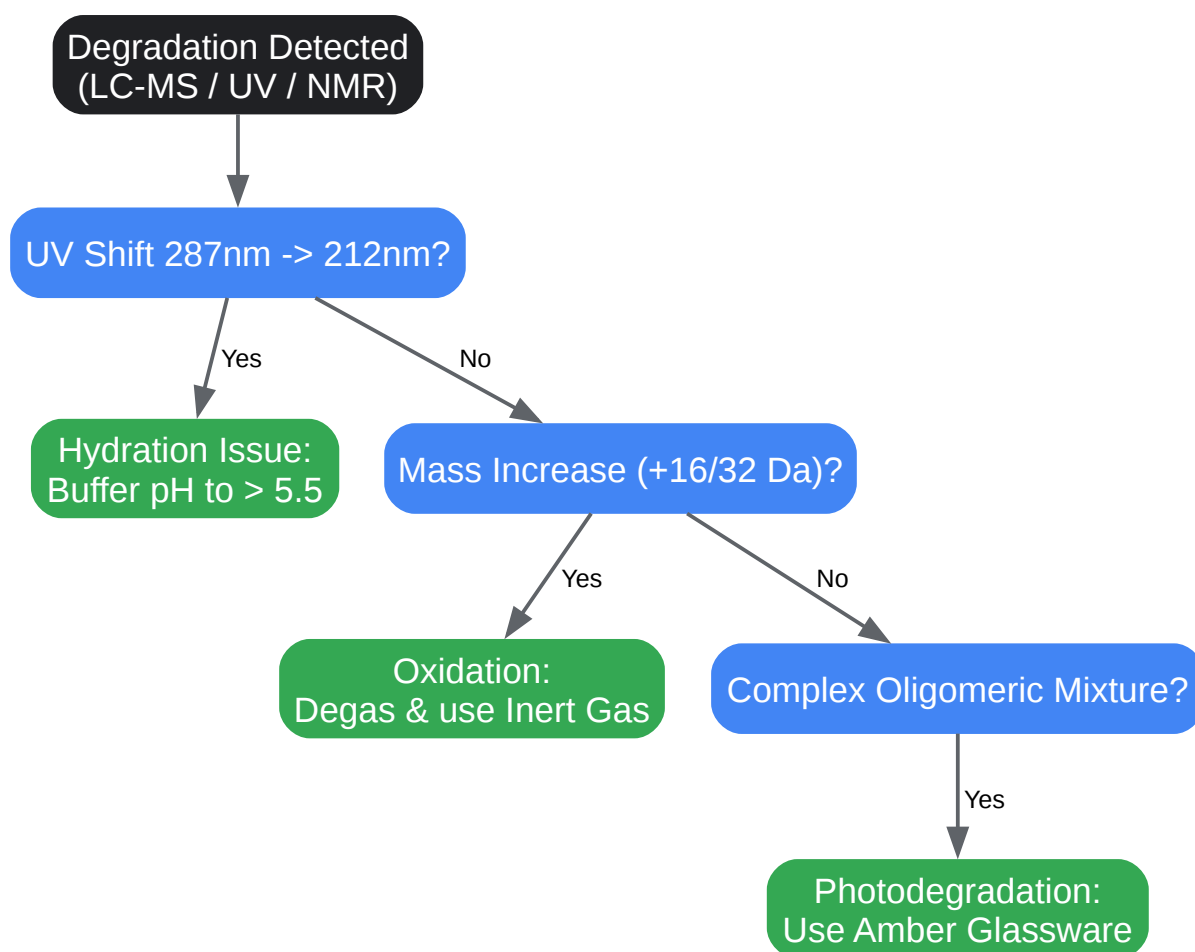 Degradation Detected
(LC-MS / UV / NMR)
UV Shift 287nm -> 212nm?
Yes
No
Hydration Issue:
Buffer pH to > 5.5
Mass Increase (+16/32 Da)?
Yes
No
Oxidation:
Degas & use Inert Gas
Complex Oligomeric Mixture?
Yes
Photodegradation:
Use Amber Glassware